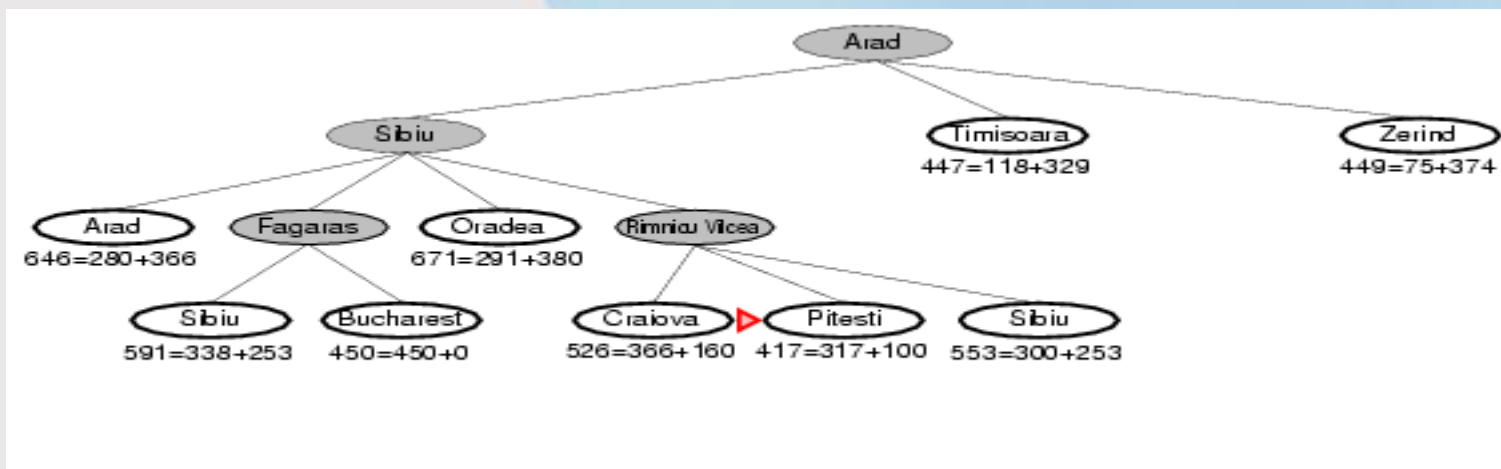 Arad
Sibiu Timisoara Zerind
447=118+329 449=75+374
Arad Fagaras Oradea Rimnicu Vilcea
646=280+366 671=291+380
Sibiu Bucharest Craiova Pitesti Sibiu
591=338+253 450=450+0 526=366+160 417=317+100 553=300+253